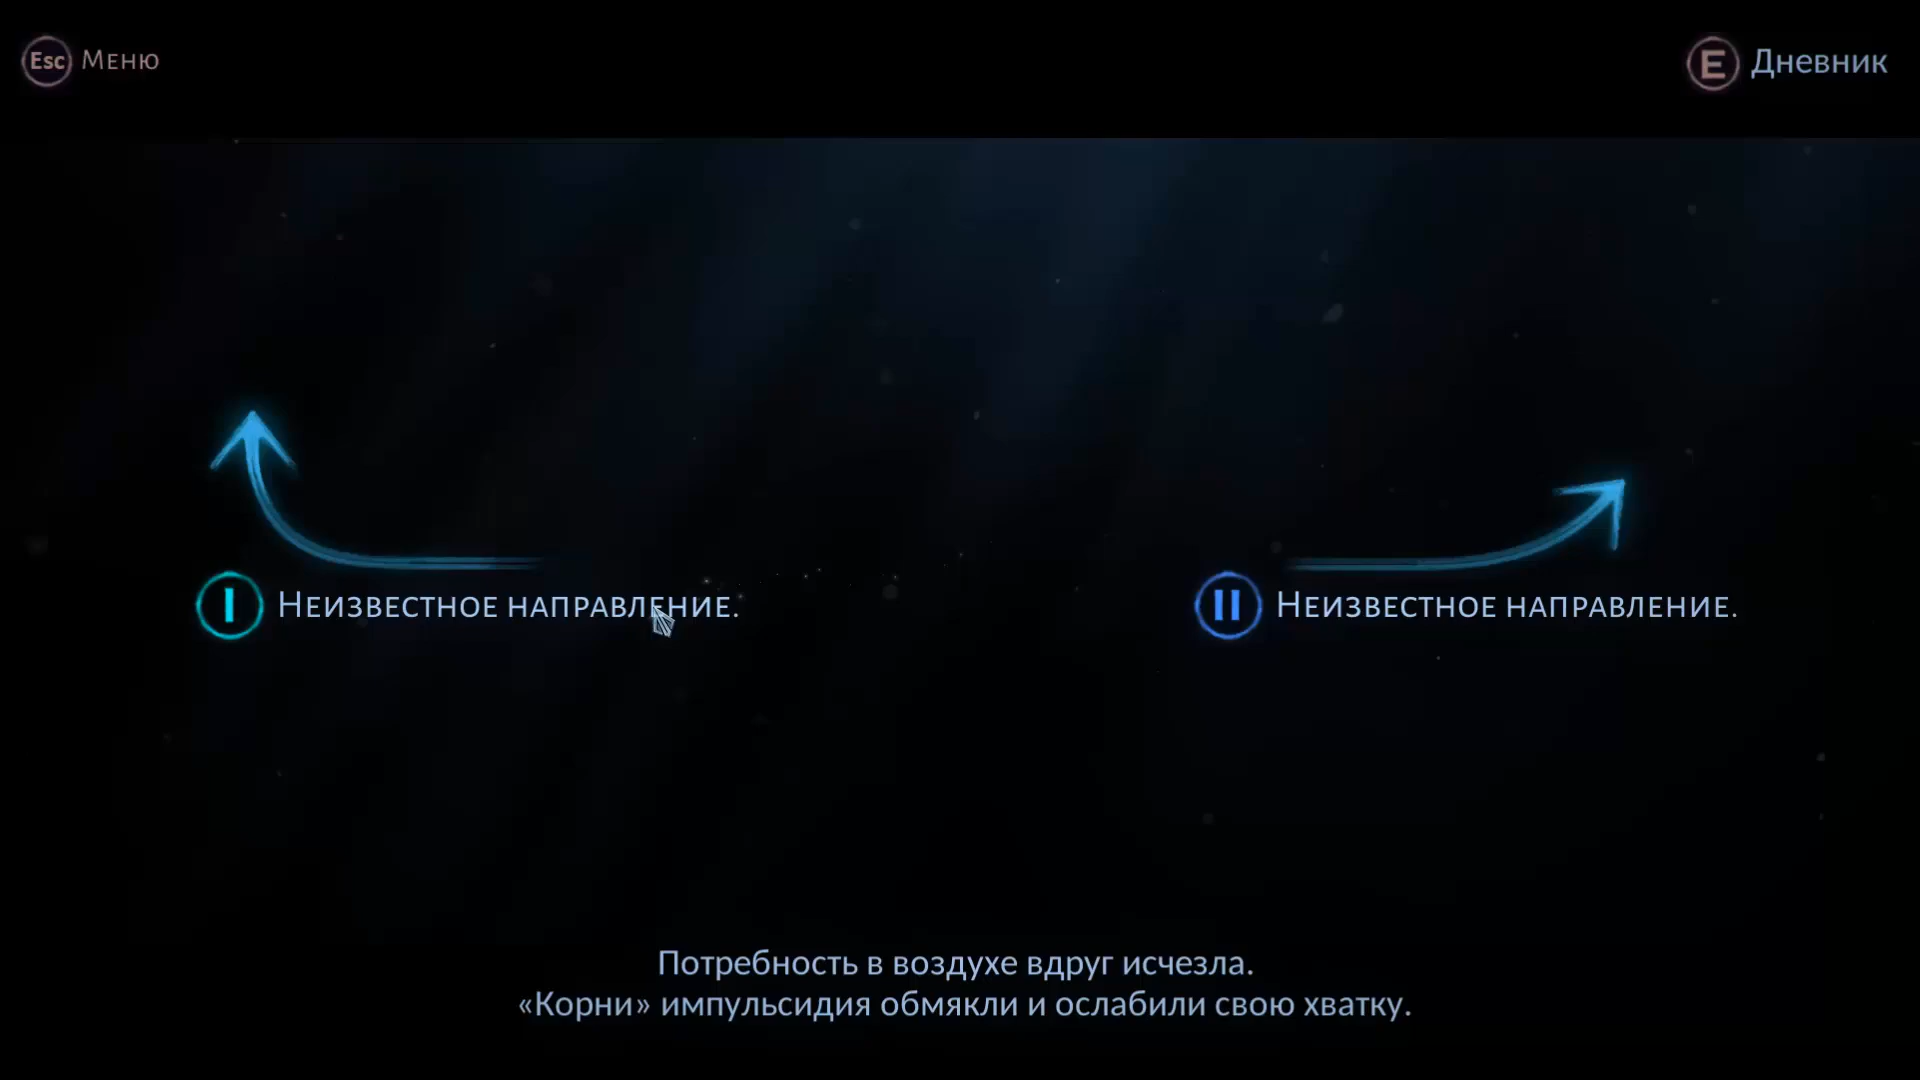 Esc Меню
E Дневник
I Неизвестное направление.
II Неизвестное направление.
Потребность в воздухе вдруг исчезла.
«Корни» импульсидия обмякли и ослабили свою хватку.